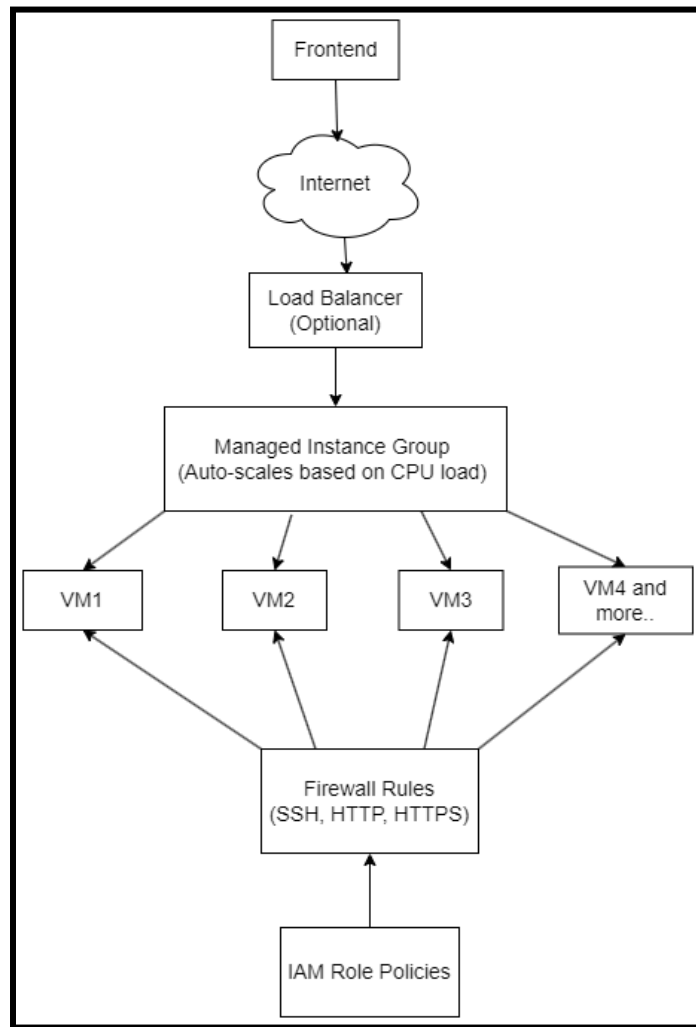 Frontend
Internet
Load Balancer
(Optional)
Managed Instance Group
(Auto-scales based on CPU load)
VM1
VM2
VM3
VM4 and
more..
Firewall Rules
(SSH, HTTP, HTTPS)
IAM Role Policies